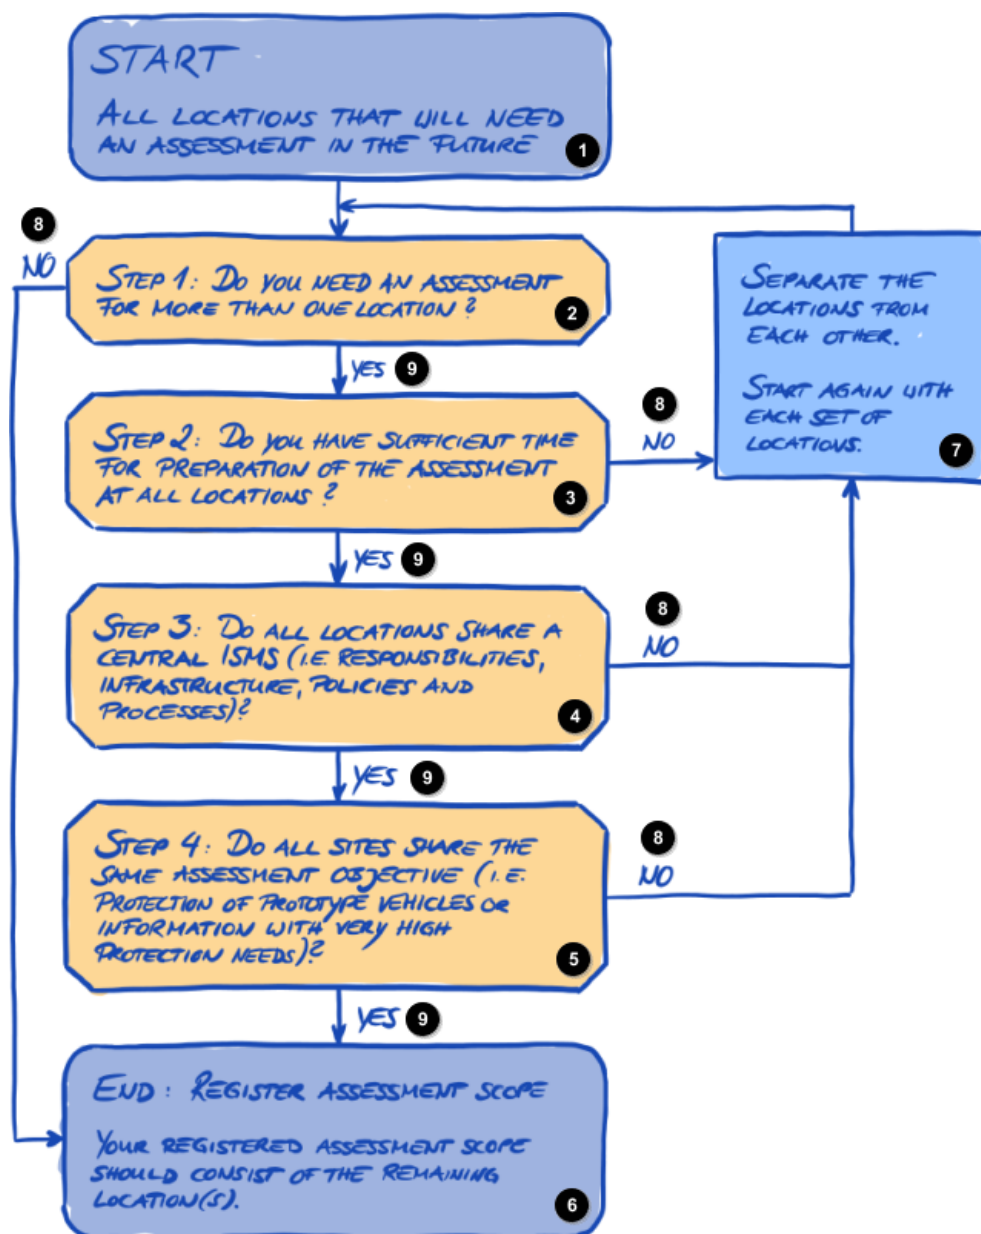 START
ALL LOCATIONS THAT WILL NEED
AN ASSESSMENT IN THE FUTURE
1
8
NO
STEP 1: DO YOU NEED AN ASSESSMENT
FOR MORE THAN ONE LOCATION?
2
YES 9
STEP 2: DO YOU HAVE SUFFICIENT TIME
FOR PREPARATION OF THE ASSESSMENT
AT ALL LOCATIONS?
3
8
NO
SEPARATE THE
LOCATIONS FROM
EACH OTHER.
START AGAIN WITH
EACH SET OF
LOCATIONS.
7
YES 9
STEP 3: DO ALL LOCATIONS SHARE A
CENTRAL ISMS (I.E. RESPONSIBILITIES,
INFRASTRUCTURE, POLICIES AND
PROCESSES)?
4
8
NO
YES 9
STEP 4: DO ALL SITES SHARE THE
SAME ASSESSMENT OBJECTIVE (I.E.
PROTECTION OF PROTOTYPE VEHICLES OR
INFORMATION WITH VERY HIGH
PROTECTION NEEDS)?
5
8
NO
YES 9
END: REGISTER ASSESSMENT SCOPE
YOUR REGISTERED ASSESSMENT SCOPE
SHOULD CONSIST OF THE REMAINING
LOCATION(S).
6